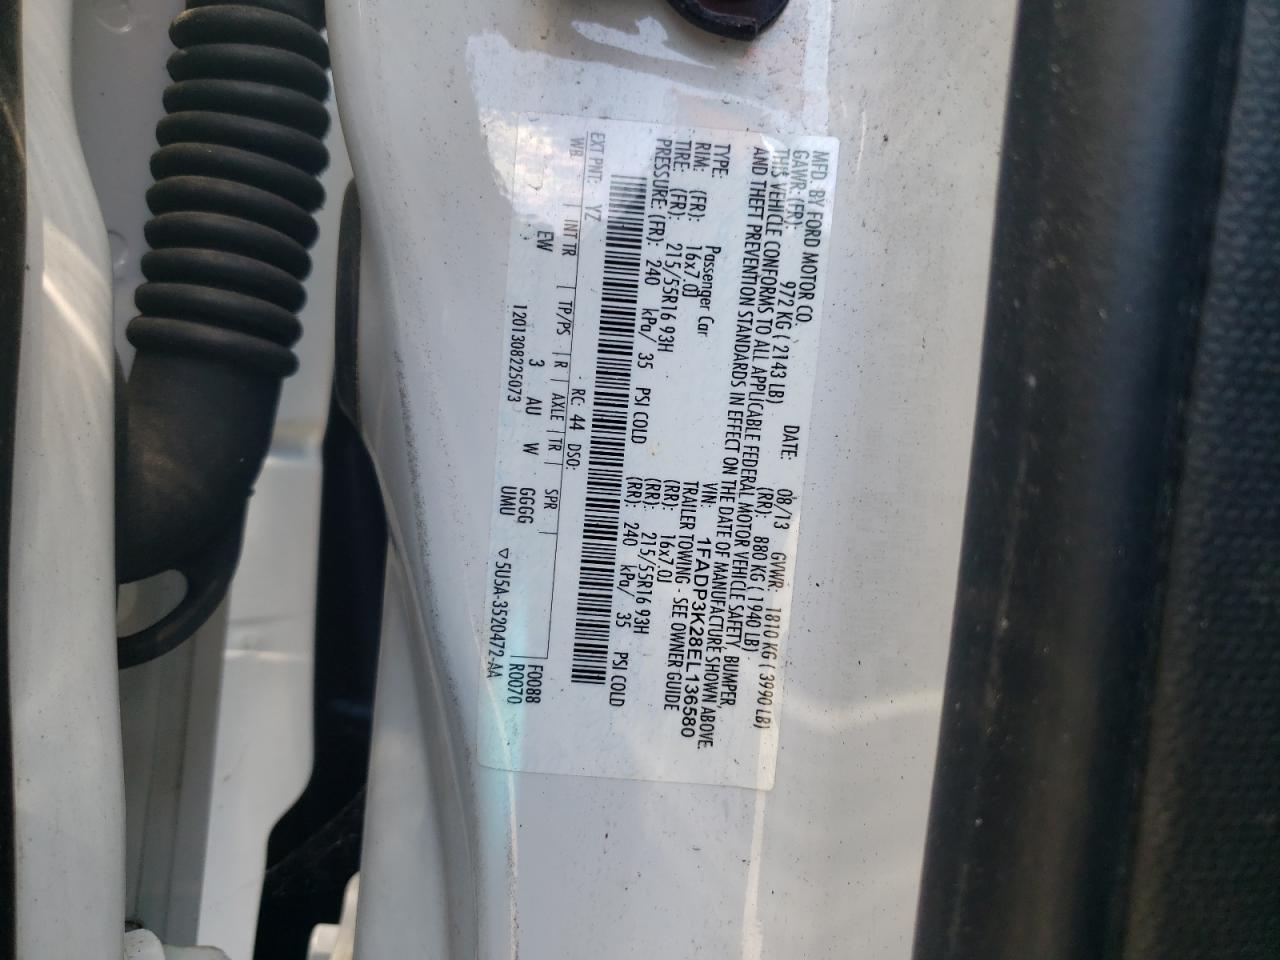 MFD. BY FORD MOTOR CO.
DATE: 08/13 GVWR: 1810 KG ( 3990 LB)
GAWR: (FR): 972 KG ( 2143 LB) (RR): 880 KG ( 1940 LB)
THIS VEHICLE CONFORMS TO ALL APPLICABLE FEDERAL MOTOR VEHICLE SAFETY, BUMPER,
AND THEFT PREVENTION STANDARDS IN EFFECT ON THE DATE OF MANUFACTURE SHOWN ABOVE.
VIN: 1FADP3K28EL136580
TYPE: Passenger Car TRAILER TOWING - SEE OWNER GUIDE
RIM: (FR): 16x7.0J (RR): 16x7.0J
TIRE: (FR): 215/55R16 93H (RR): 215/55R16 93H
PRESSURE: (FR): 240 kPa/ 35 PSI COLD (RR): 240 kPa/ 35 PSI COLD
EXT PNT: YZ RC: 44 DSO:
WB INT TR TP/PS R AXLE TR SPR F0088
EW 3 AU W GGGG R0070
UMU
1201308225073 5U5A-3520472-AA